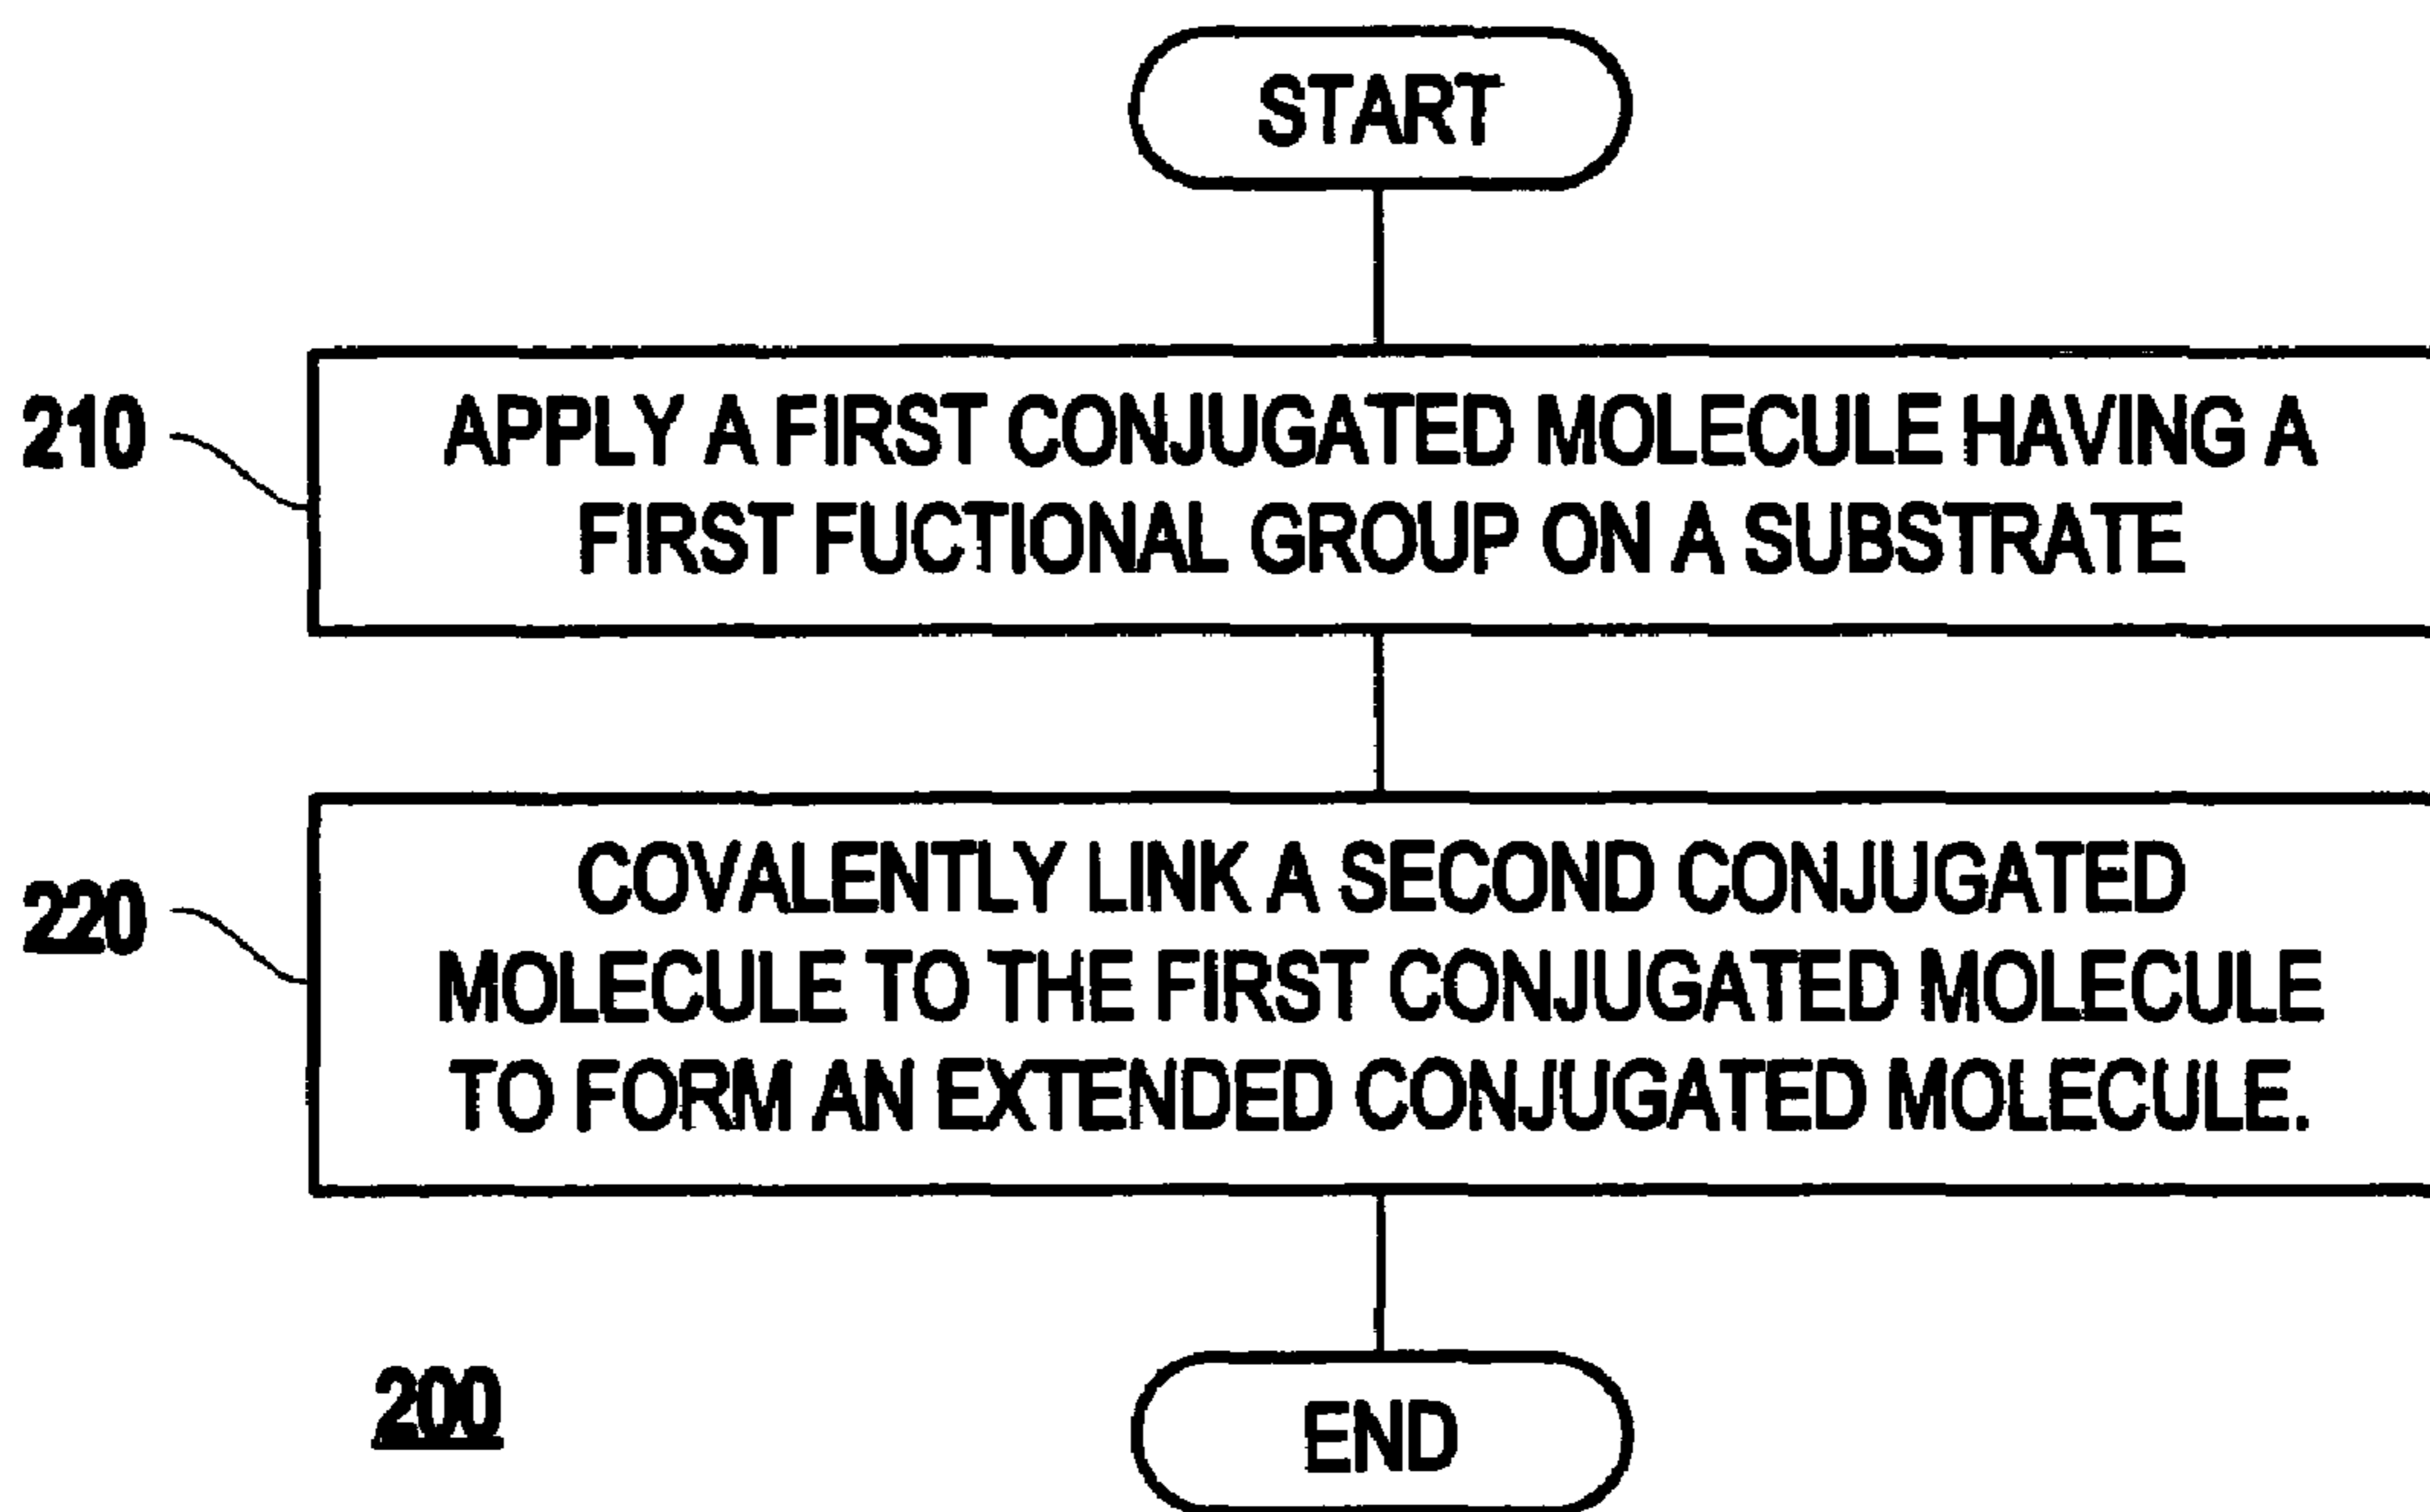 START
210
APPLY A FIRST CONJUGATED MOLECULE HAVING A
FIRST FUCTIONAL GROUP ON A SUBSTRATE
220
COVALENTLY LINK A SECOND CONJUGATED
MOLECULE TO THE FIRST CONJUGATED MOLECULE
TO FORM AN EXTENDED CONJUGATED MOLECULE.
200
END